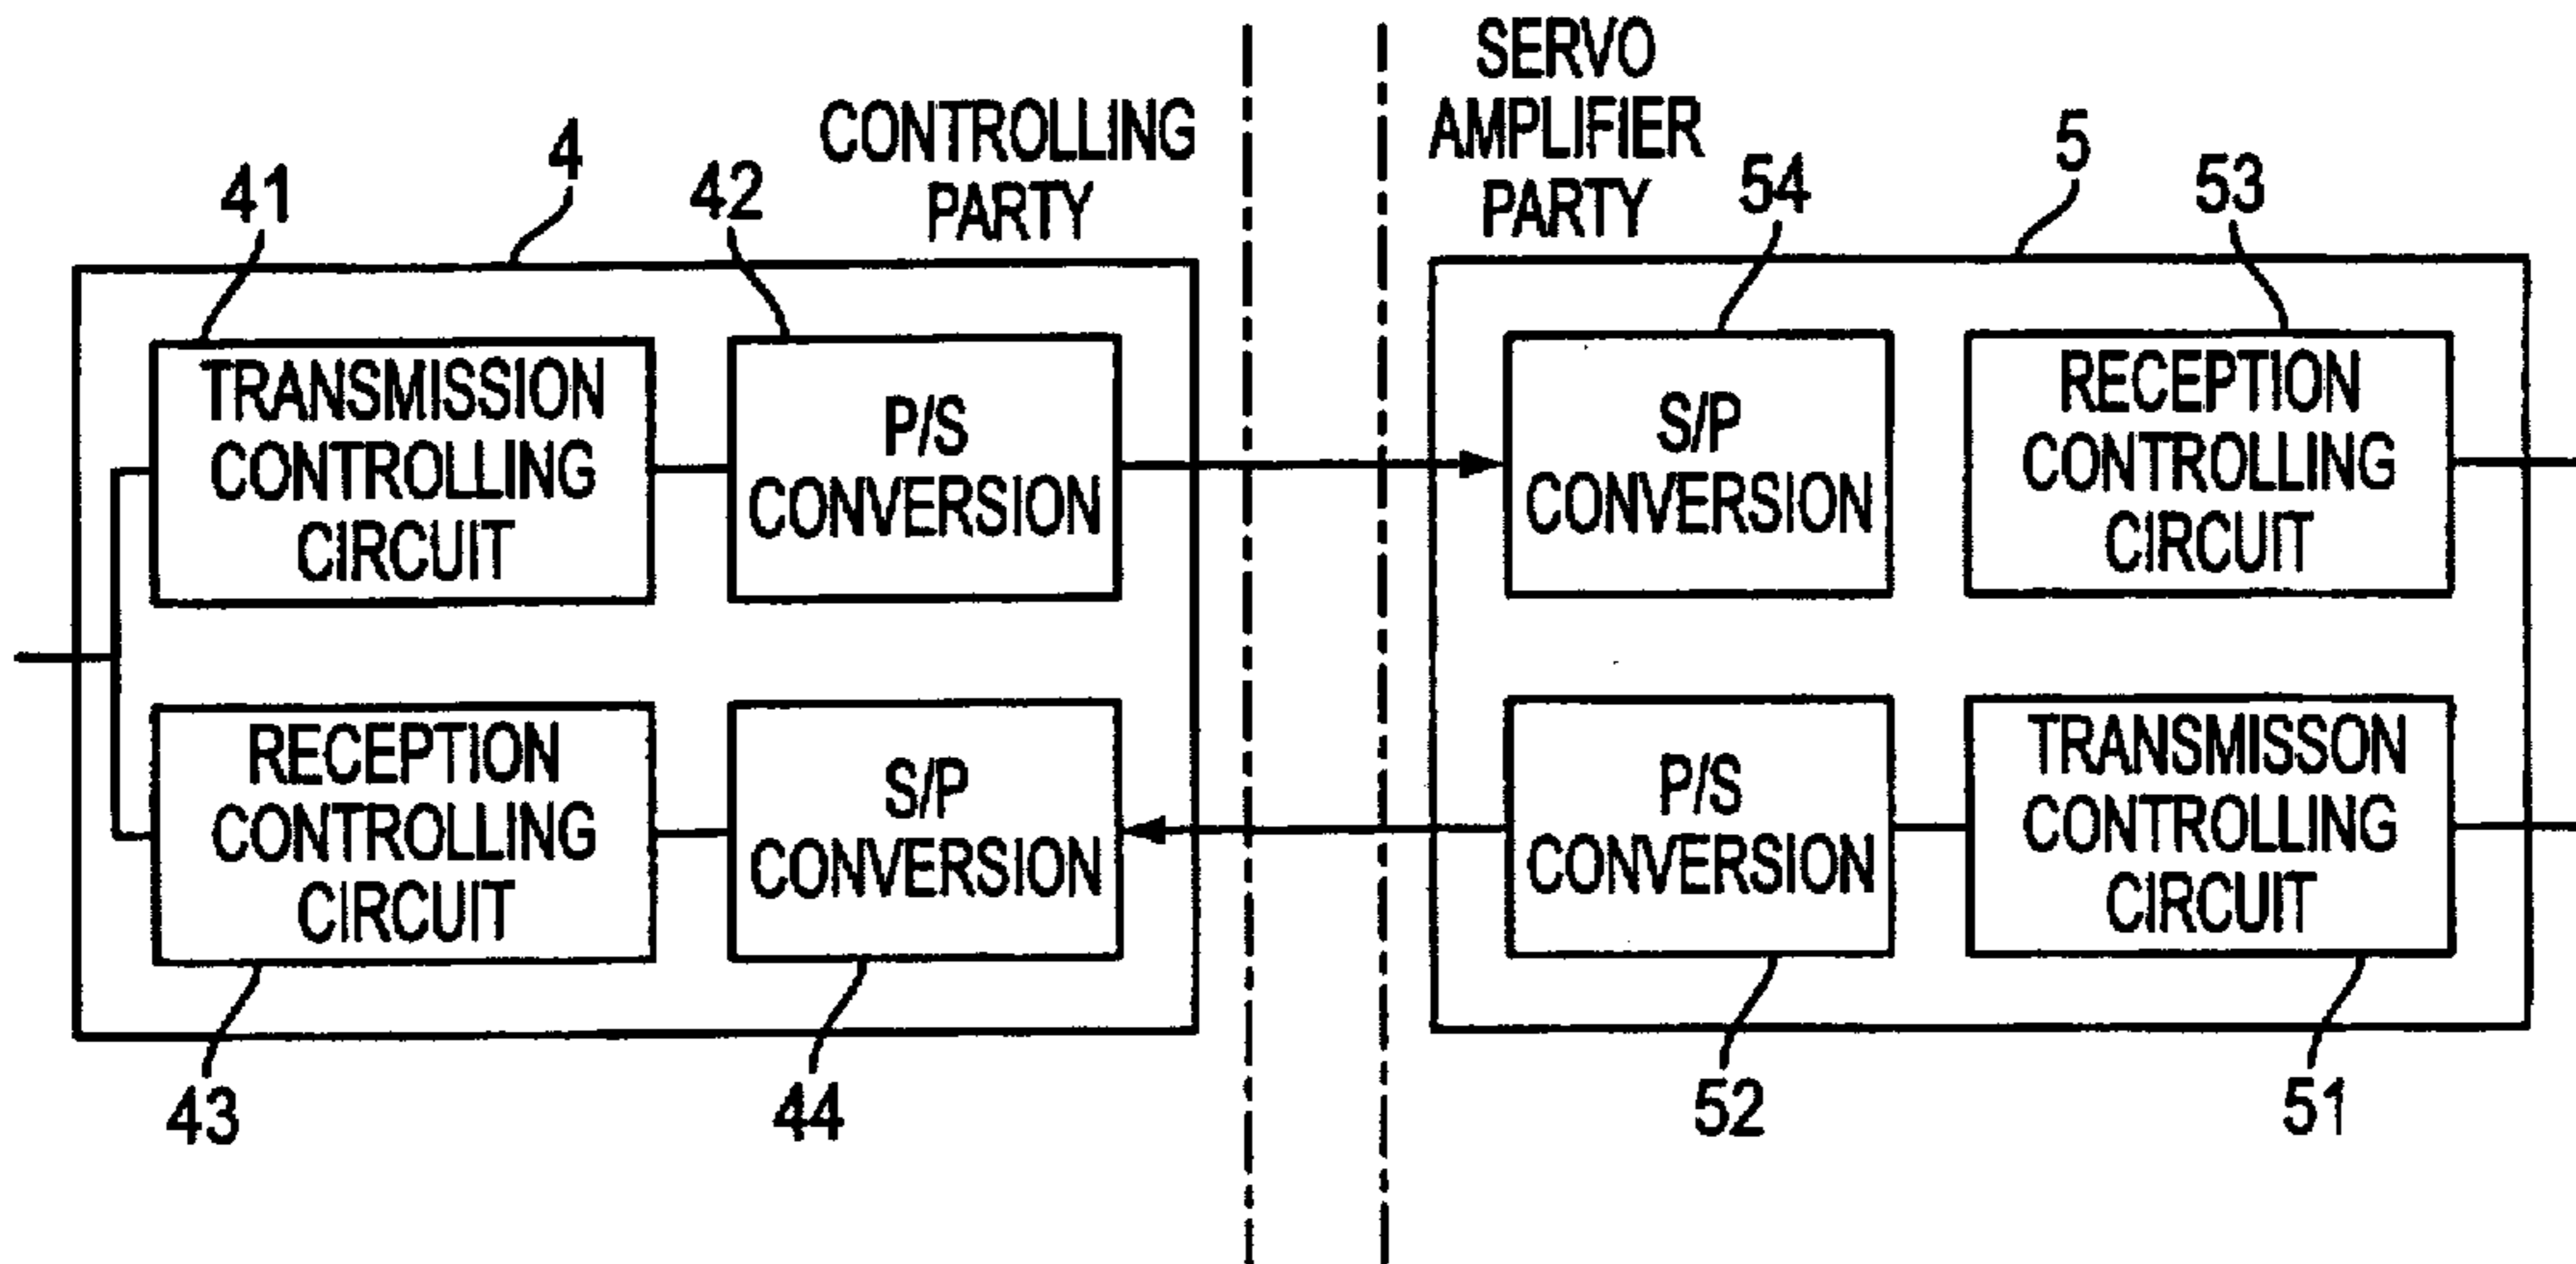 CONTROLLING
PARTY
SERVO
AMPLIFIER
PARTY
4
41
42
TRANSMISSION
CONTROLLING
CIRCUIT
P/S
CONVERSION
RECEPTION
CONTROLLING
CIRCUIT
S/P
CONVERSION
43
44
5
54
53
S/P
CONVERSION
RECEPTION
CONTROLLING
CIRCUIT
P/S
CONVERSION
TRANSMISSON
CONTROLLING
CIRCUIT
52
51